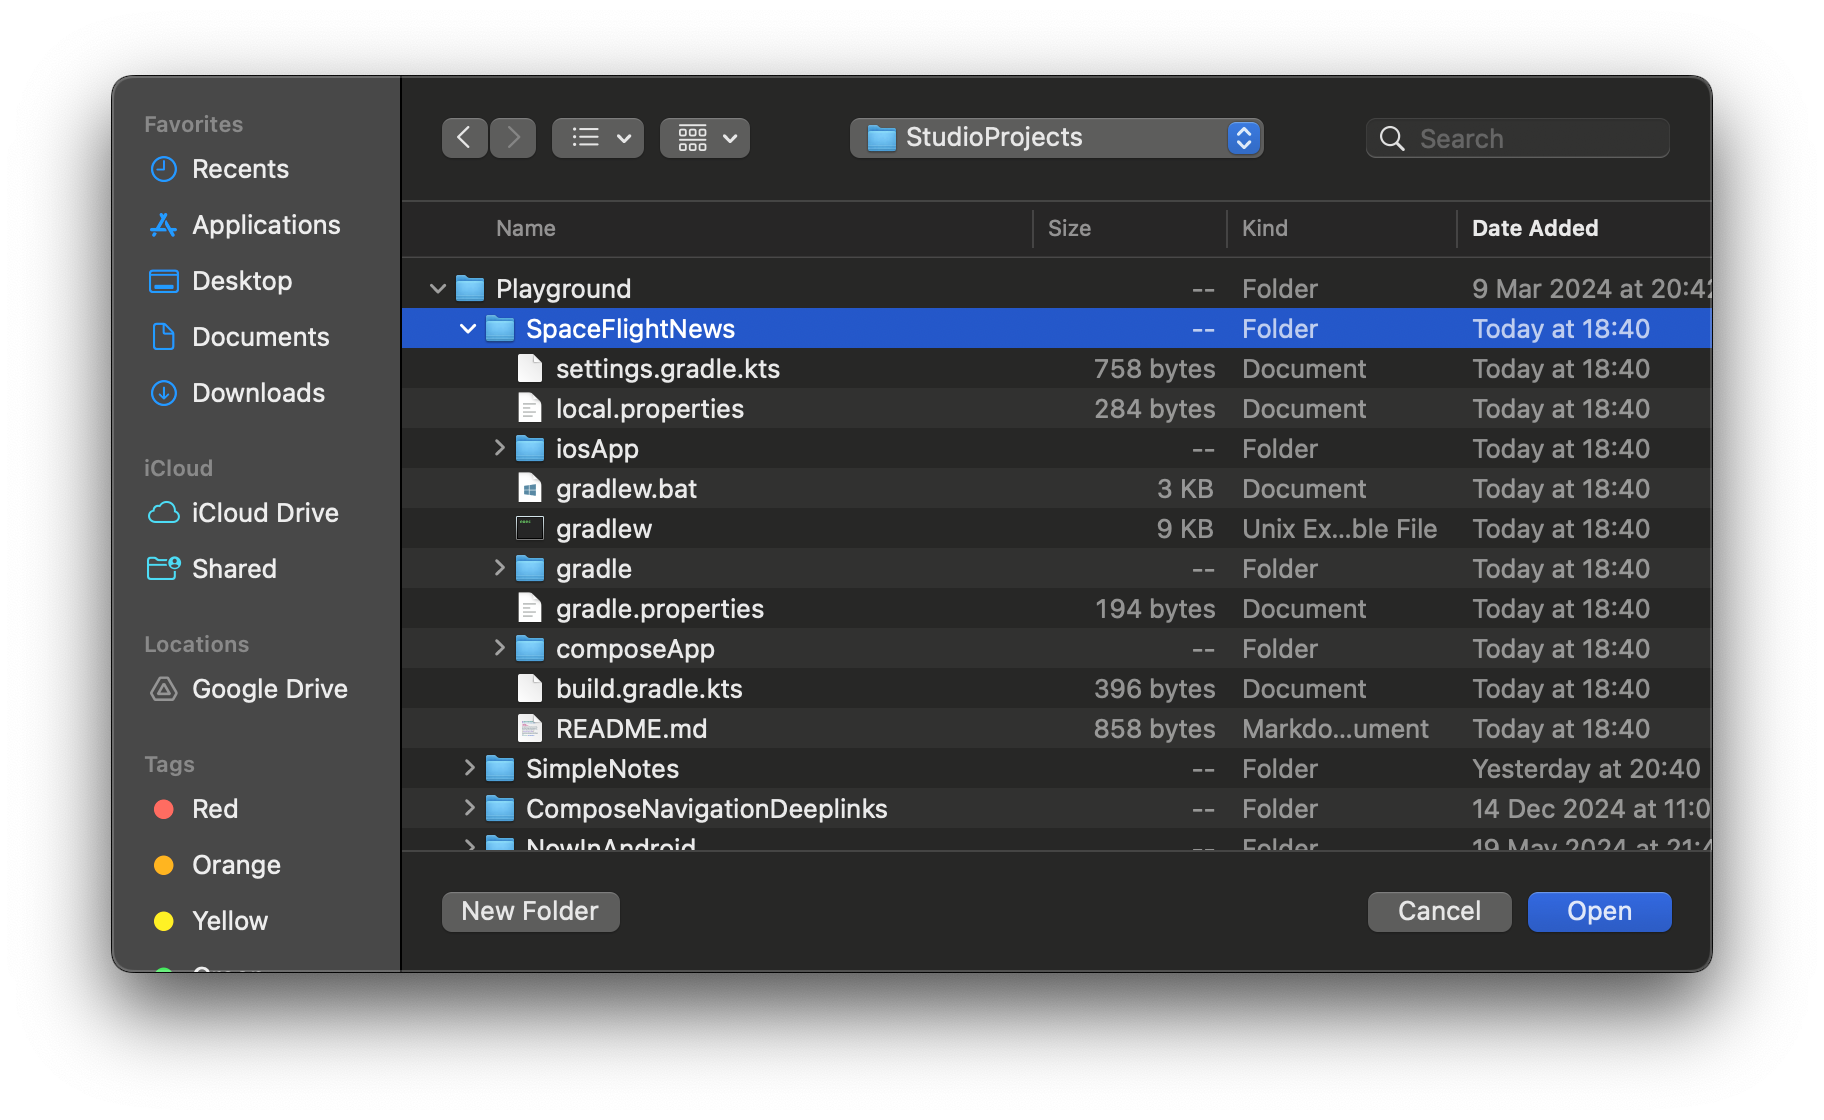 Favorites
Recents
Applications
Desktop
Documents
Downloads
iCloud
iCloud Drive
Shared
Locations
Google Drive
Tags
Red
Orange
Yellow
Green
StudioProjects
Search
Name Size Kind Date Added
Playground -- Folder 9 Mar 2024 at 20:42
SpaceFlightNews -- Folder Today at 18:40
settings.gradle.kts 758 bytes Document Today at 18:40
local.properties 284 bytes Document Today at 18:40
iosApp -- Folder Today at 18:40
gradlew.bat 3 KB Document Today at 18:40
gradlew 9 KB Unix Ex...ble File Today at 18:40
gradle -- Folder Today at 18:40
gradle.properties 194 bytes Document Today at 18:40
composeApp -- Folder Today at 18:40
build.gradle.kts 396 bytes Document Today at 18:40
README.md 858 bytes Markdo...ument Today at 18:40
SimpleNotes -- Folder Yesterday at 20:40
ComposeNavigationDeeplinks -- Folder 14 Dec 2024 at 11:0
NowInAndroid -- Folder 19 May 2024 at 21:4
New Folder Cancel Open